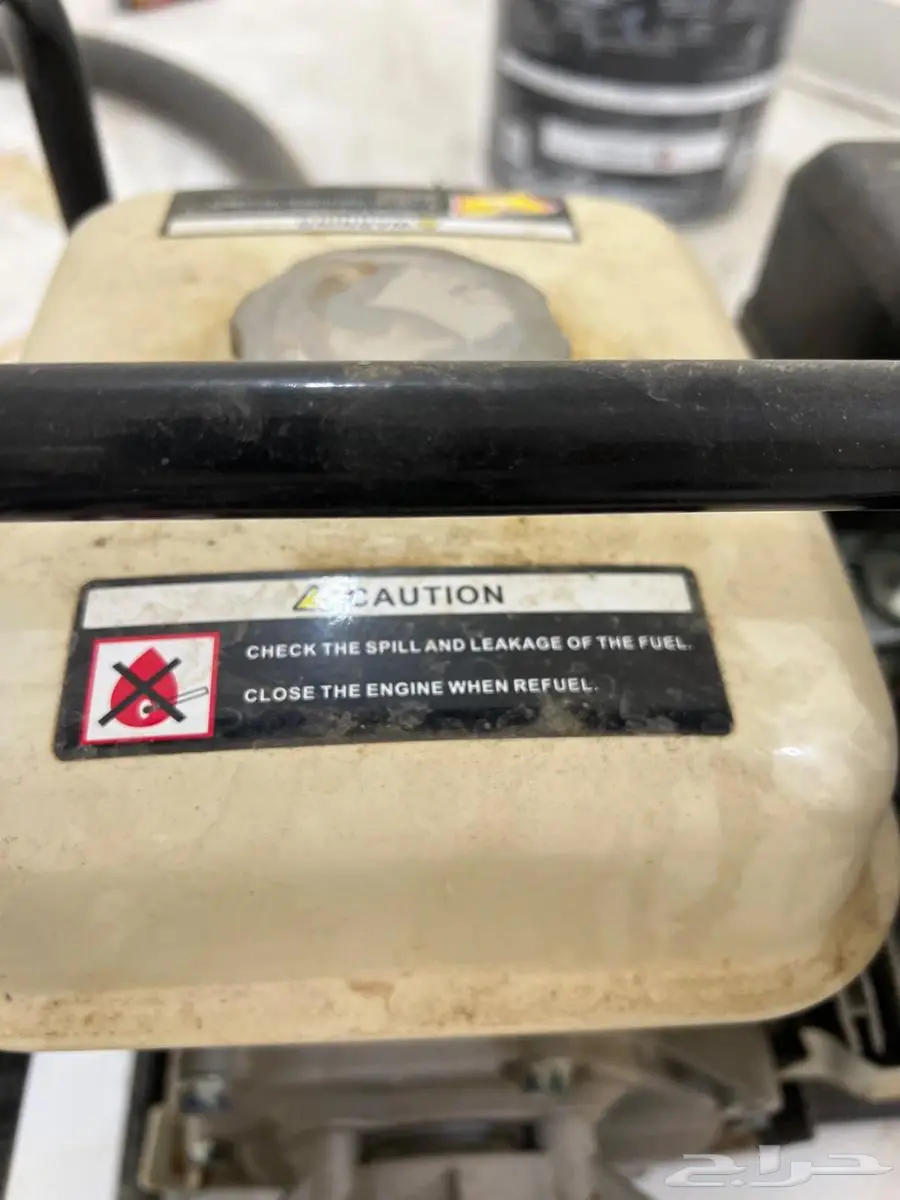 CAUTION
CHECK THE SPILL AND LEAKAGE OF THE FUEL.
CLOSE THE ENGINE WHEN REFUEL.
حراج